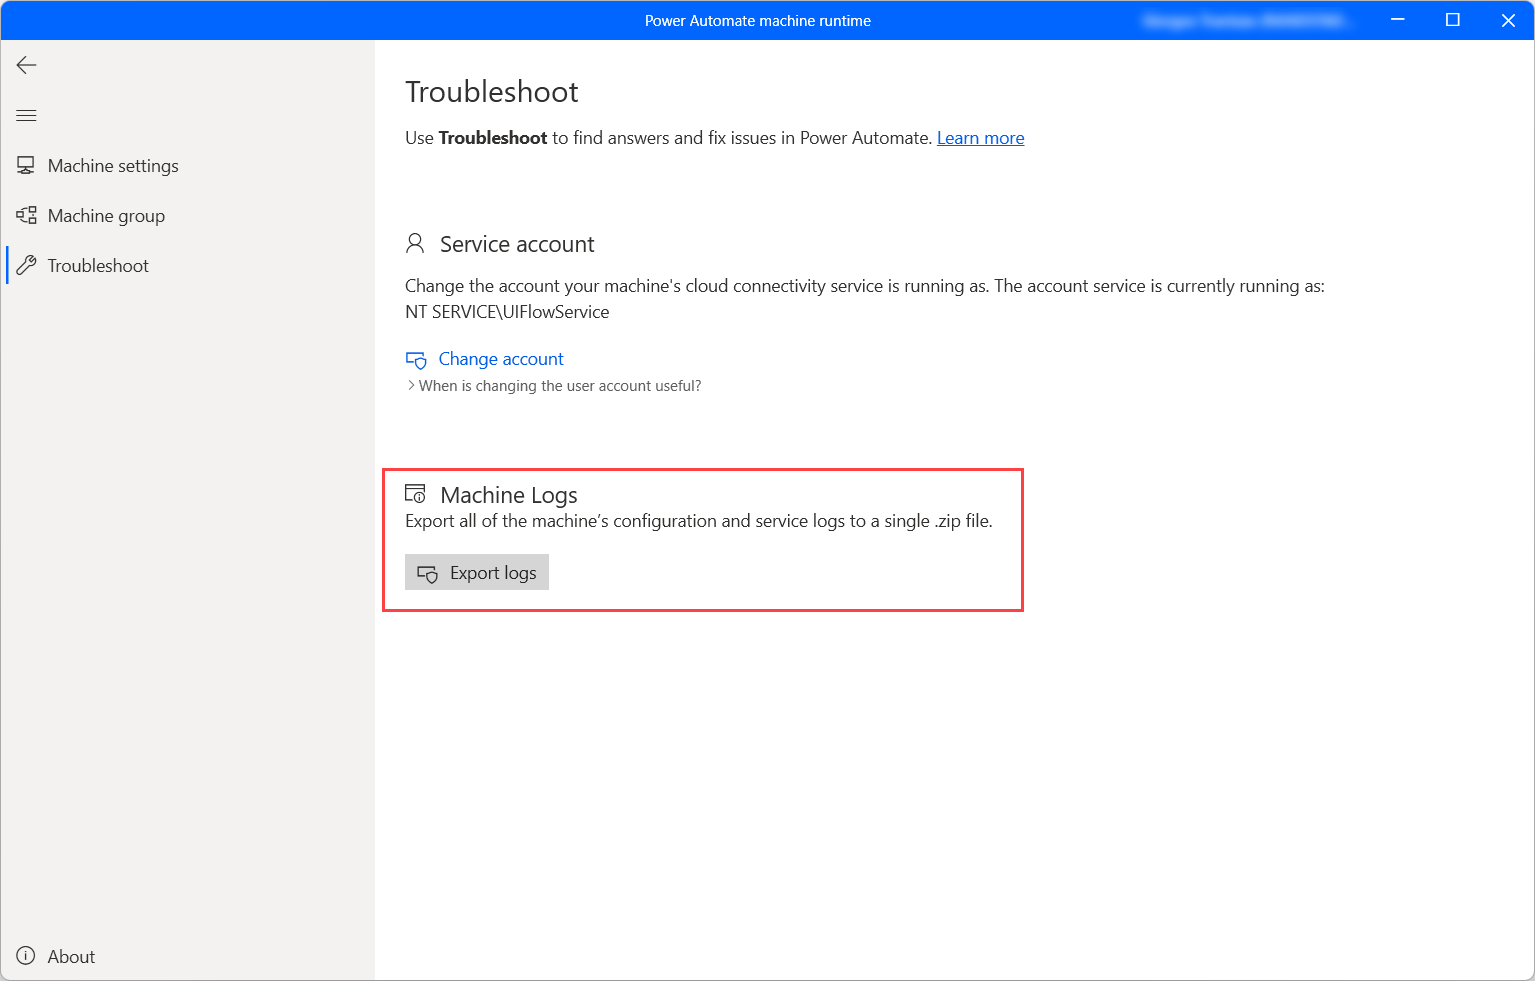 Power Automate machine runtime
Machine settings
Machine group
Troubleshoot
About
Troubleshoot
Use Troubleshoot to find answers and fix issues in Power Automate. Learn more
Service account
Change the account your machine's cloud connectivity service is running as. The account service is currently running as:
NT SERVICE\UIFlowService
Change account
When is changing the user account useful?
Machine Logs
Export all of the machine’s configuration and service logs to a single .zip file.
Export logs